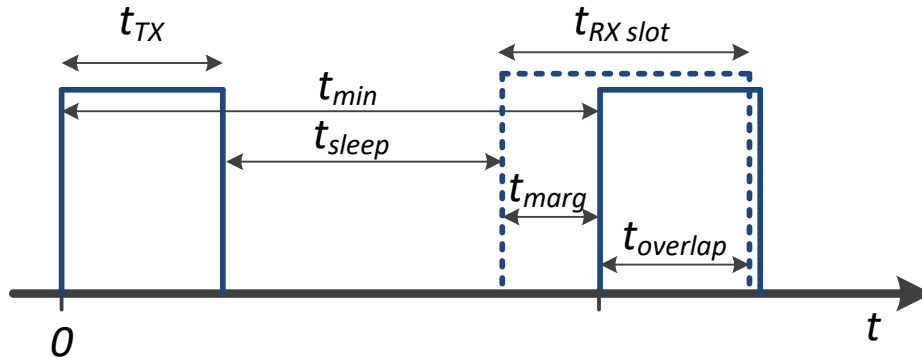 t_TX
t_RX slot
t_min
t_sleep
t_marg
t_overlap
0
t